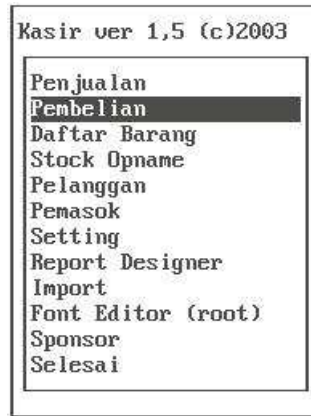 Kasir ver 1,5 (c)2003
Penjualan
Pembelian
Daftar Barang
Stock Opname
Pelanggan
Pemasok
Setting
Report Designer
Import
Font Editor (root)
Sponsor
Selesai